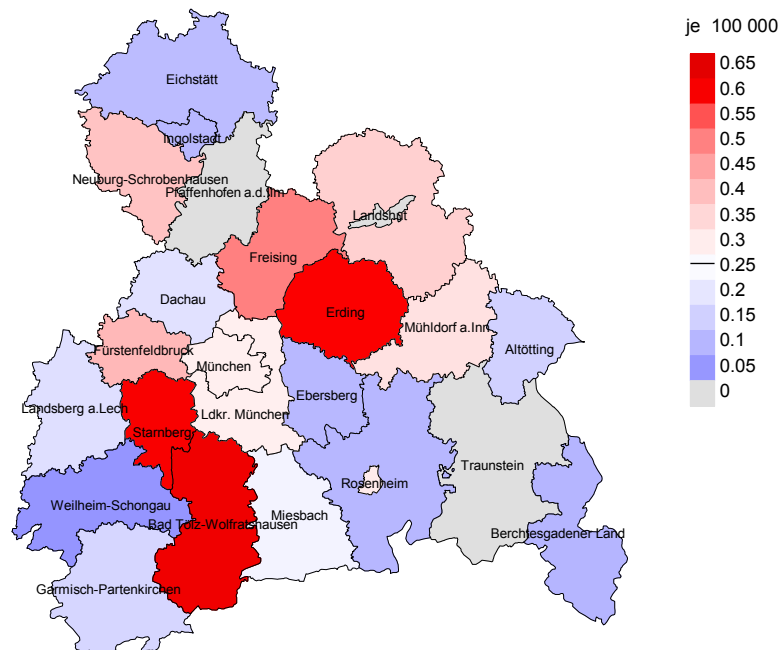 je 100 000
0.65
0.6
0.55
0.5
0.45
0.4
0.35
0.3
0.25
0.2
0.15
0.1
0.05
0
Eichstätt
Ingolstadt
Neuburg-Schrobenhausen
Pfaffenhofen a.d.Ilm
Landshut
Freising
Dachau
Erding
Mühldorf a.Inn
Altötting
Fürstenfeldbruck
München
Ebersberg
Landsberg a.Lech
Ldkr. München
Starnberg
Traunstein
Rosenheim
Weilheim-Schongau
Miesbach
Bad Tölz-Wolfratshausen
Berchtesgadener Land
Garmisch-Partenkirchen